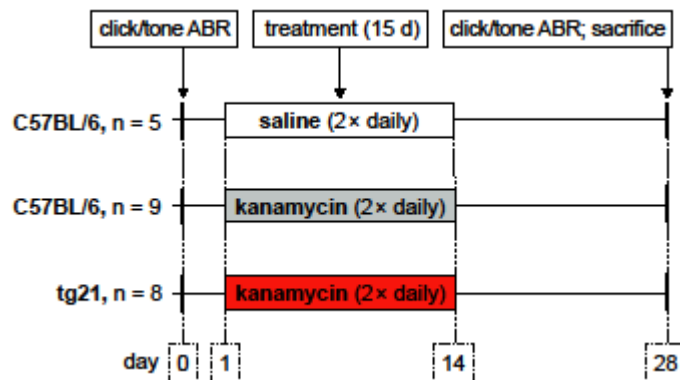 click/tone ABR treatment (15 d) click/tone ABR; sacrifice
C57BL/6, n = 5 saline (2× daily)
C57BL/6, n = 9 kanamycin (2× daily)
tg21, n = 8 kanamycin (2× daily)
day 0 1 14 28